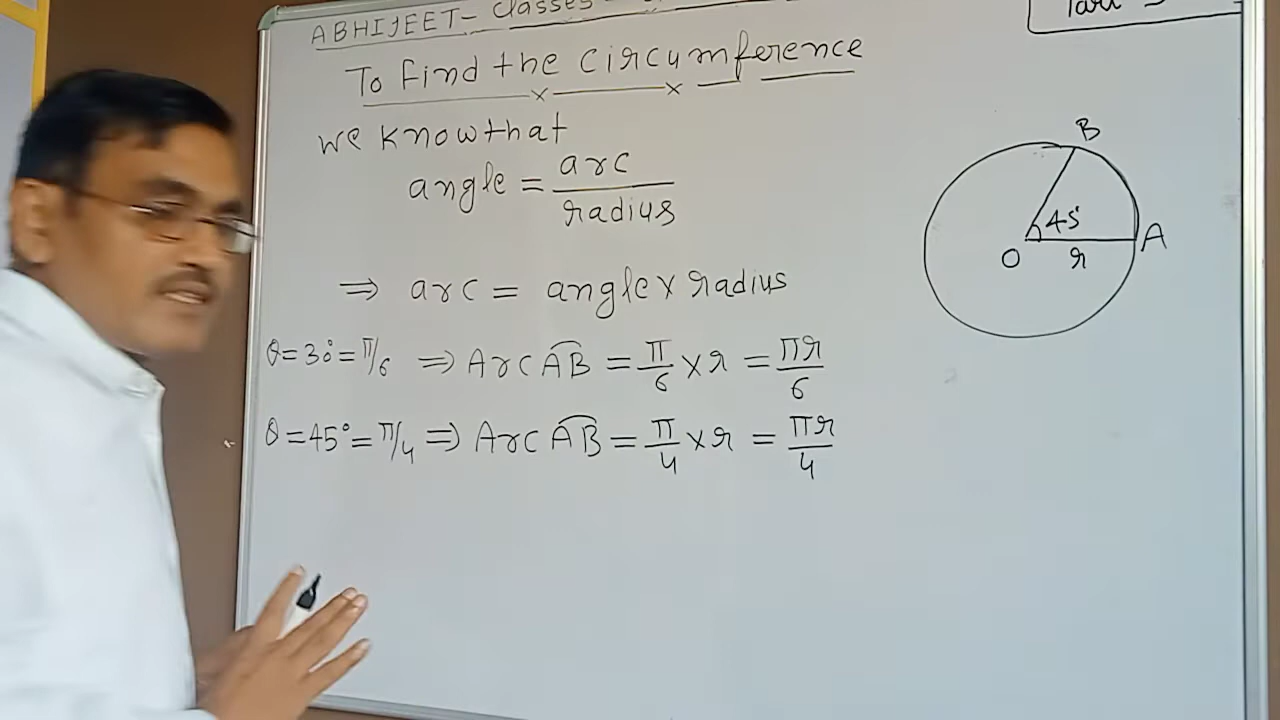 ABHIJEET- Classes
To find the circumference
we know that
angle = arc / radius
⇒ arc = angle × radius
θ = 30° = π/6 ⇒ Arc AB = π/6 × r = πr/6
θ = 45° = π/4 ⇒ Arc AB = π/4 × r = πr/4
B
45°
O
r
A